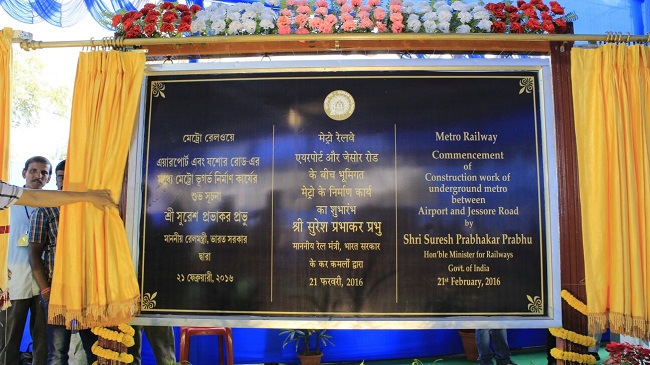 মেট্রো রেলওয়ে
এয়ারপোর্ট এবং যশোর রোড-এর
মধ্যে মেট্রো ভূগর্ভ নির্মাণ কার্যের
শুভ সূচনা
শ্রী সুরেশ প্রভাকর প্রভু
মাননীয় রেলমন্ত্রী, ভারত সরকার
দ্বারা
২১ ফেব্রুয়ারী, ২০১৬
मेट्रो रेलवे
एयरपोर्ट और जेसोर रोड
के बीच भूमिगत
मेट्रो के निर्माण कार्य
का शुभारंभ
श्री सुरेश प्रभाकर प्रभु
माननीय रेल मंत्री, भारत सरकार
के कर कमलों द्वारा
21 फरवरी, 2016
Metro Railway
Commencement of
Construction work of
underground metro
between
Airport and Jessore Road
by
Shri Suresh Prabhakar Prabhu
Hon'ble Minister for Railways
Govt. of India
21st February, 2016